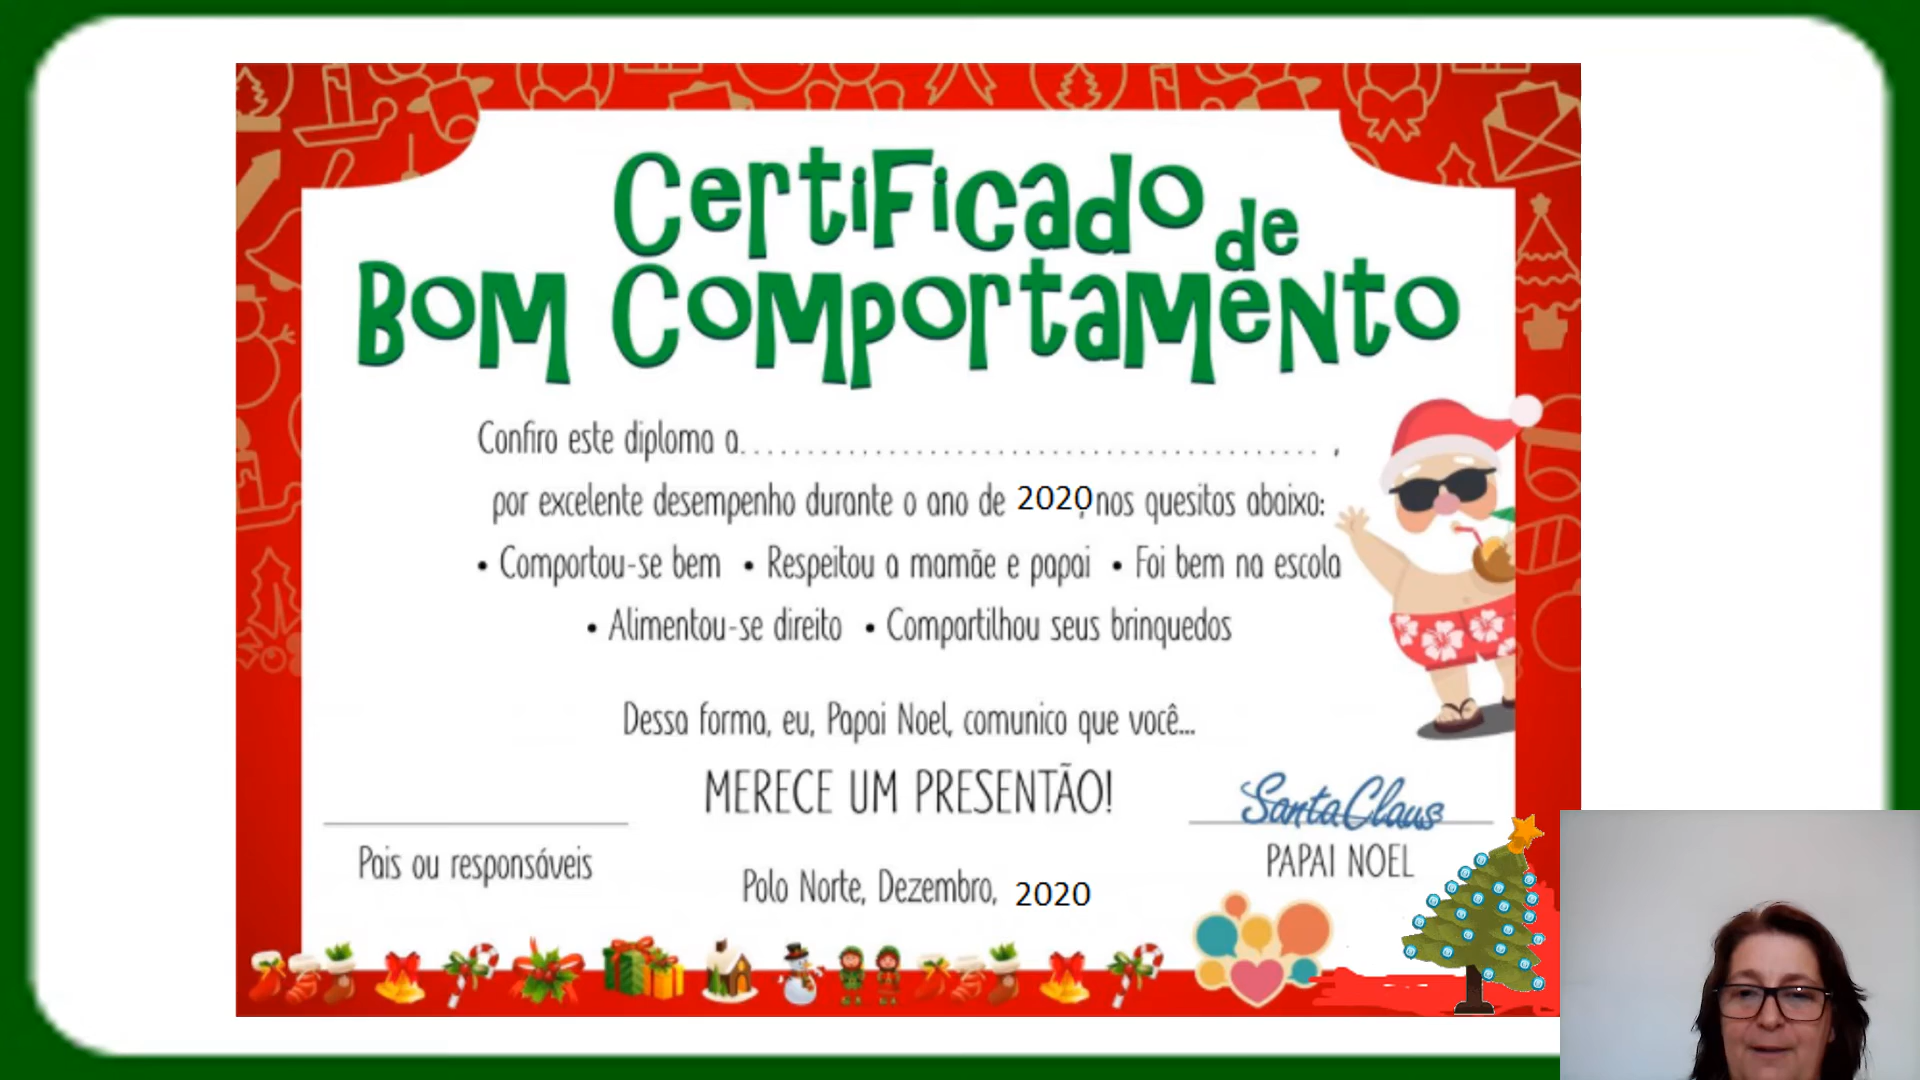 Certificado de
Bom Comportamento
Confiro este diploma a............................................,
por excelente desempenho durante o ano de 2020, nos quesitos abaixo:
• Comportou-se bem • Respeitou a mamãe e papai • Foi bem na escola
• Alimentou-se direito • Compartilhou seus brinquedos
Dessa forma, eu, Papai Noel, comunico que você...
MERECE UM PRESENTÃO!
Santa Claus
Pais ou responsáveis
PAPAI NOEL
Polo Norte, Dezembro, 2020